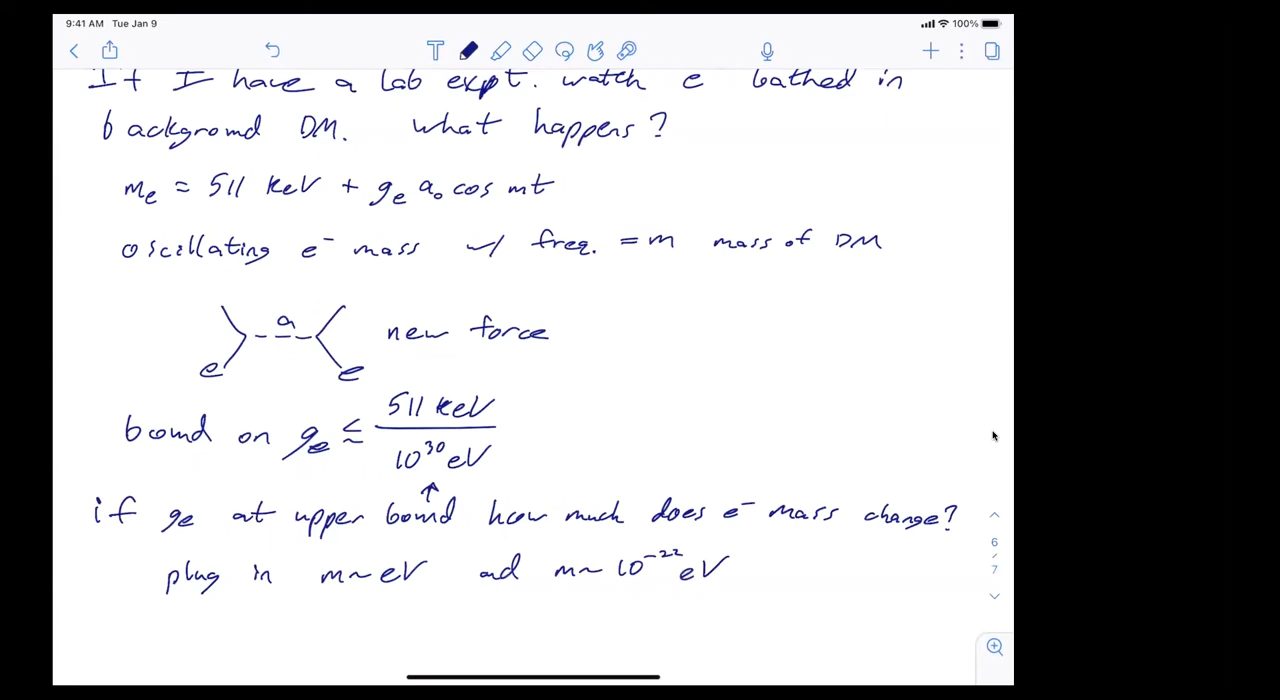 9:41 AM Tue Jan 9
100%
If I have a lab expt. watch e bathed in
background DM. what happens?
mₑ = 511 keV + gₑ a₀ cos mt
oscillating e⁻ mass w/ freq. = m mass of DM
a
new force
e e
511 keV
bound on gₑ ≲
10³⁰ eV
↑
if gₑ at upper bound how much does e⁻ mass change?
plug in m~eV and m~ 10⁻²² eV
6
/
7